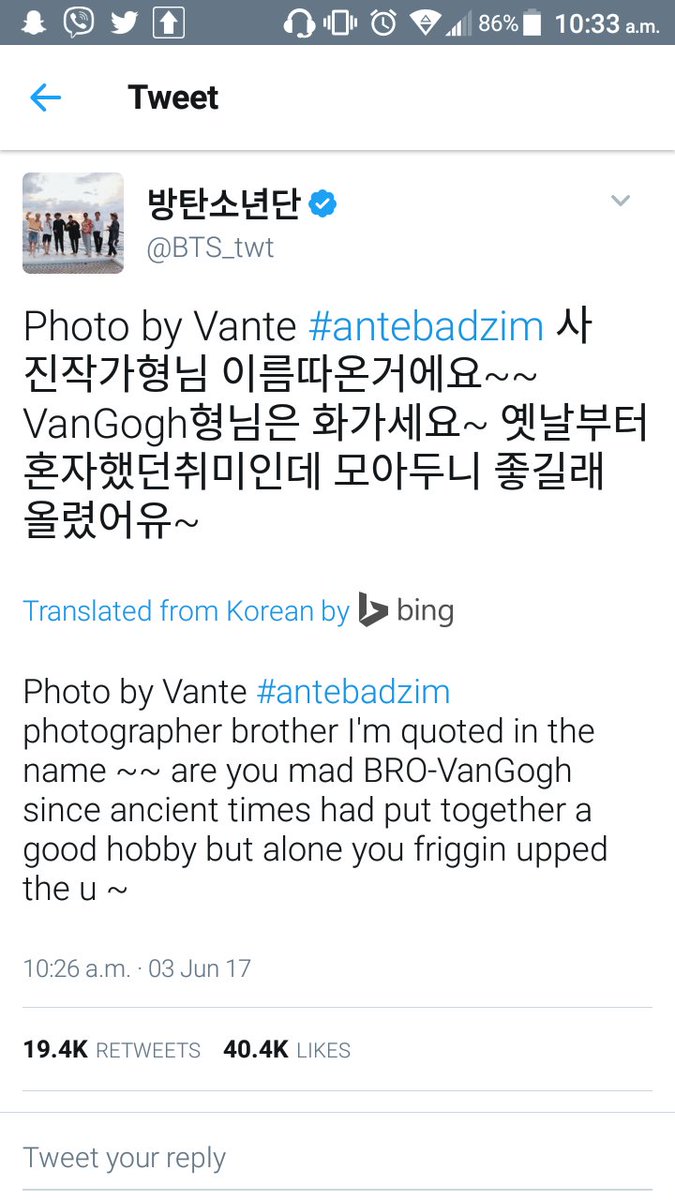 86% 10:33 a.m.
Tweet
방탄소년단
@BTS_twt
Photo by Vante #antebadzim 사
진작가형님 이름따온거에요~~
VanGogh형님은 화가세요~ 옛날부터
혼자했던취미인데 모아두니 좋길래
올렸어유~
Translated from Korean by bing
Photo by Vante #antebadzim
photographer brother I'm quoted in the
name ~~ are you mad BRO-VanGogh
since ancient times had put together a
good hobby but alone you friggin upped
the u ~
10:26 a.m. · 03 Jun 17
19.4K RETWEETS 40.4K LIKES
Tweet your reply